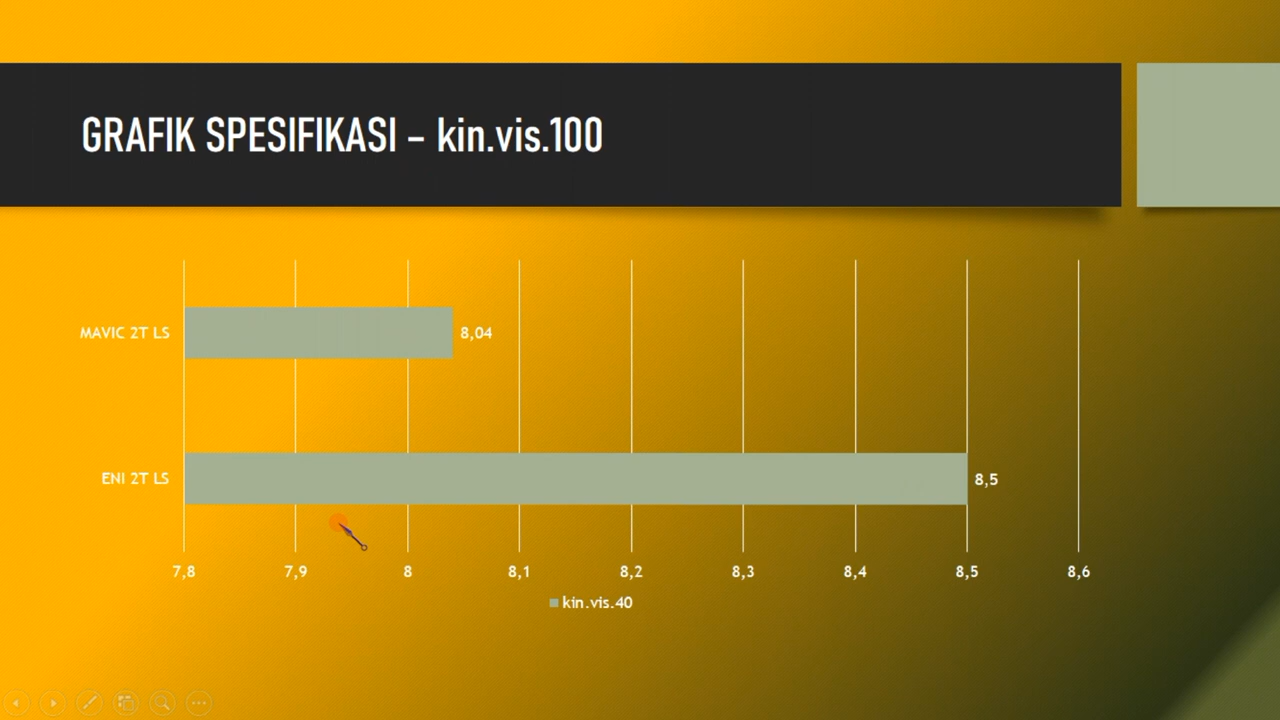 GRAFIK SPESIFIKASI – kin.vis.100
MAVIC 2T LS
8,04
ENI 2T LS
8,5
7,8 7,9 8 8,1 8,2 8,3 8,4 8,5 8,6
kin.vis.40